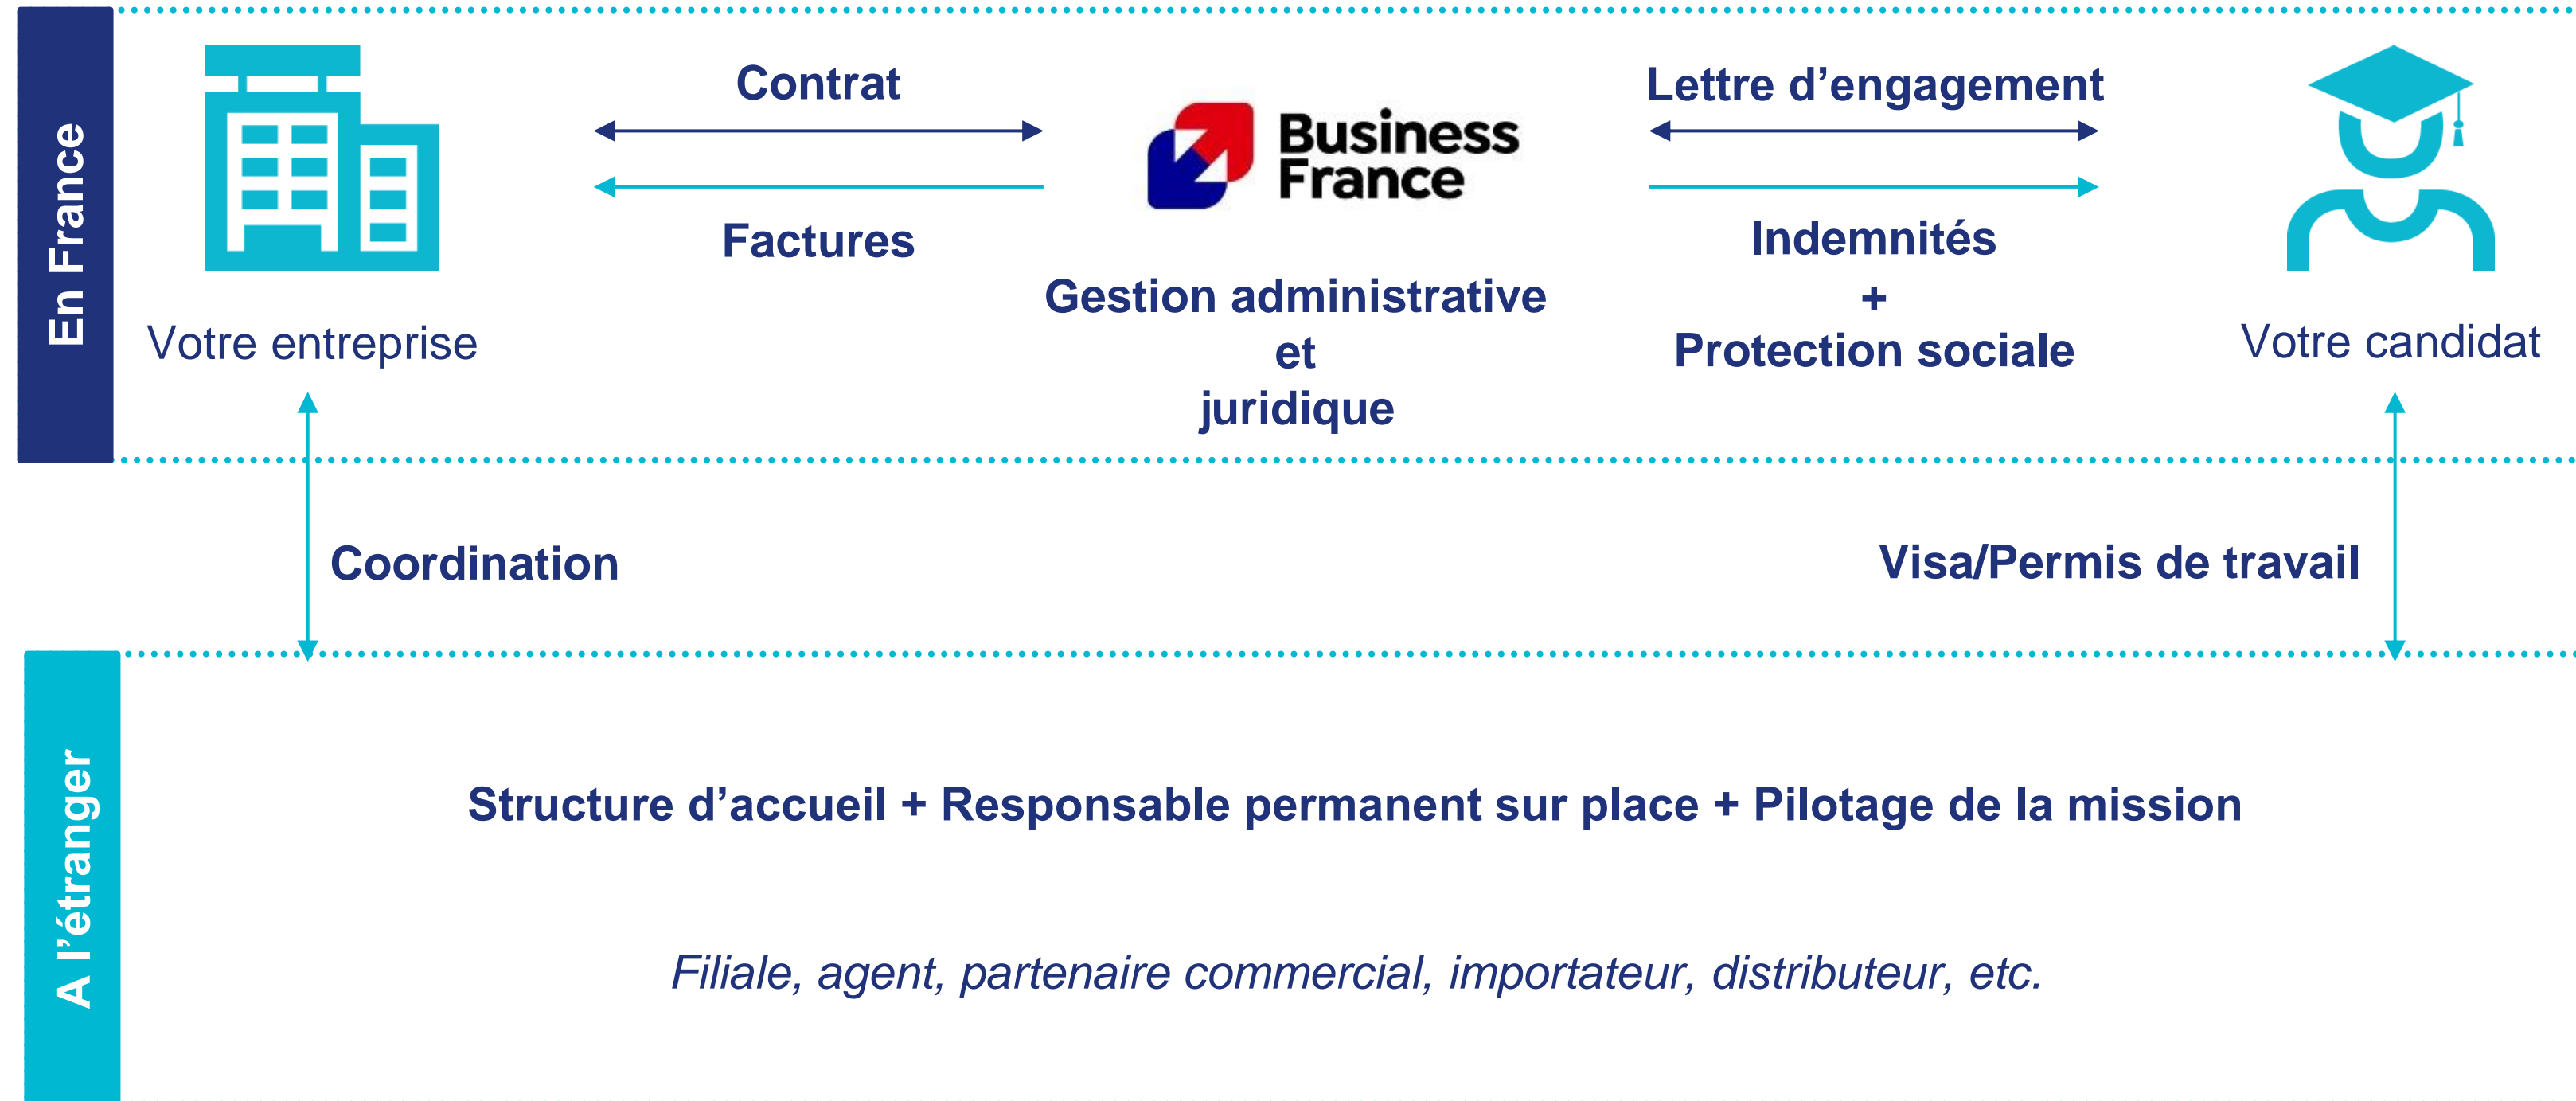 En France
Contrat
Factures
Votre entreprise
Business
France
Gestion administrative
et
juridique
Lettre d’engagement
Indemnités
+
Protection sociale
Votre candidat
Coordination
Visa/Permis de travail
A l’étranger
Structure d’accueil + Responsable permanent sur place + Pilotage de la mission
Filiale, agent, partenaire commercial, importateur, distributeur, etc.